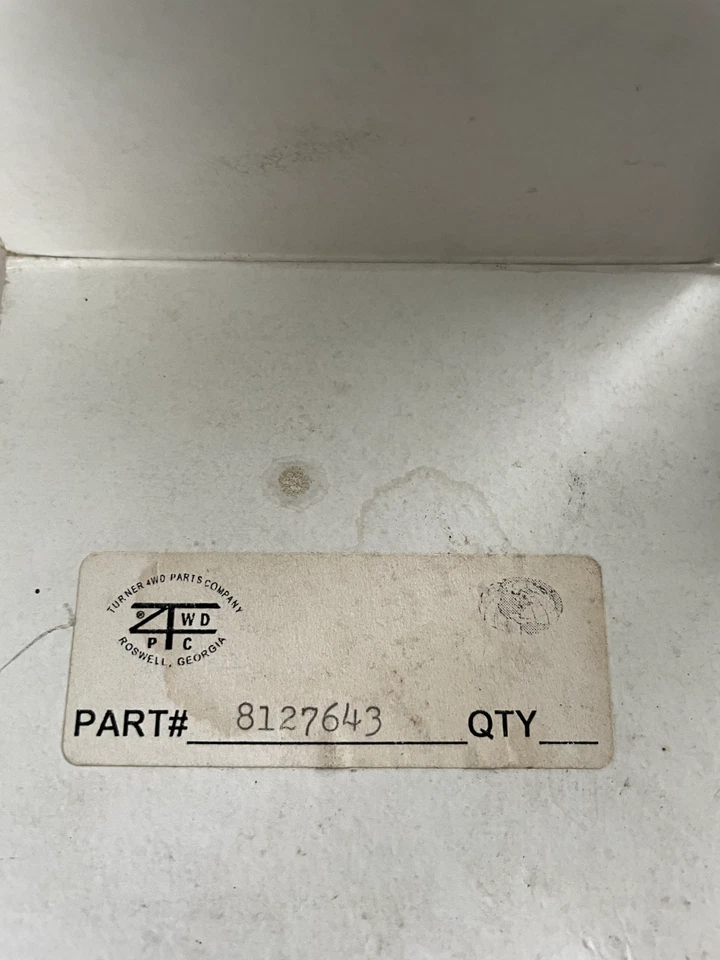 TURNER 4WD PARTS COMPANY
® 4WD
P C
ROSWELL, GEORGIA
PART# 8127643 QTY